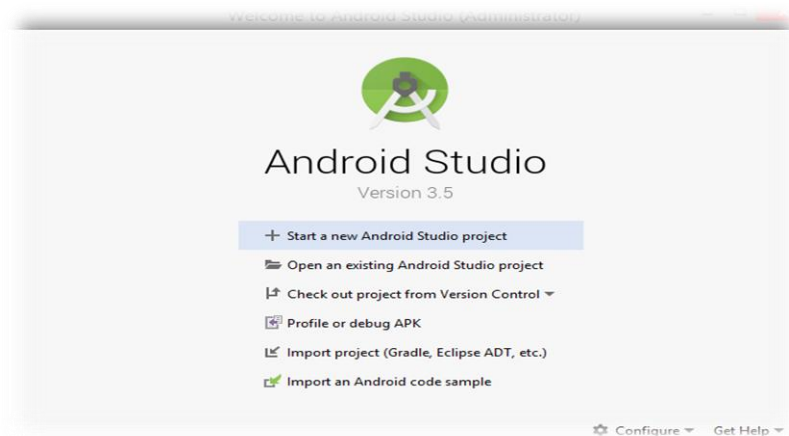 Welcome to Android Studio (Administrator)
Android Studio
Version 3.5
Start a new Android Studio project
Open an existing Android Studio project
Check out project from Version Control
Profile or debug APK
Import project (Gradle, Eclipse ADT, etc.)
Import an Android code sample
Configure Get Help